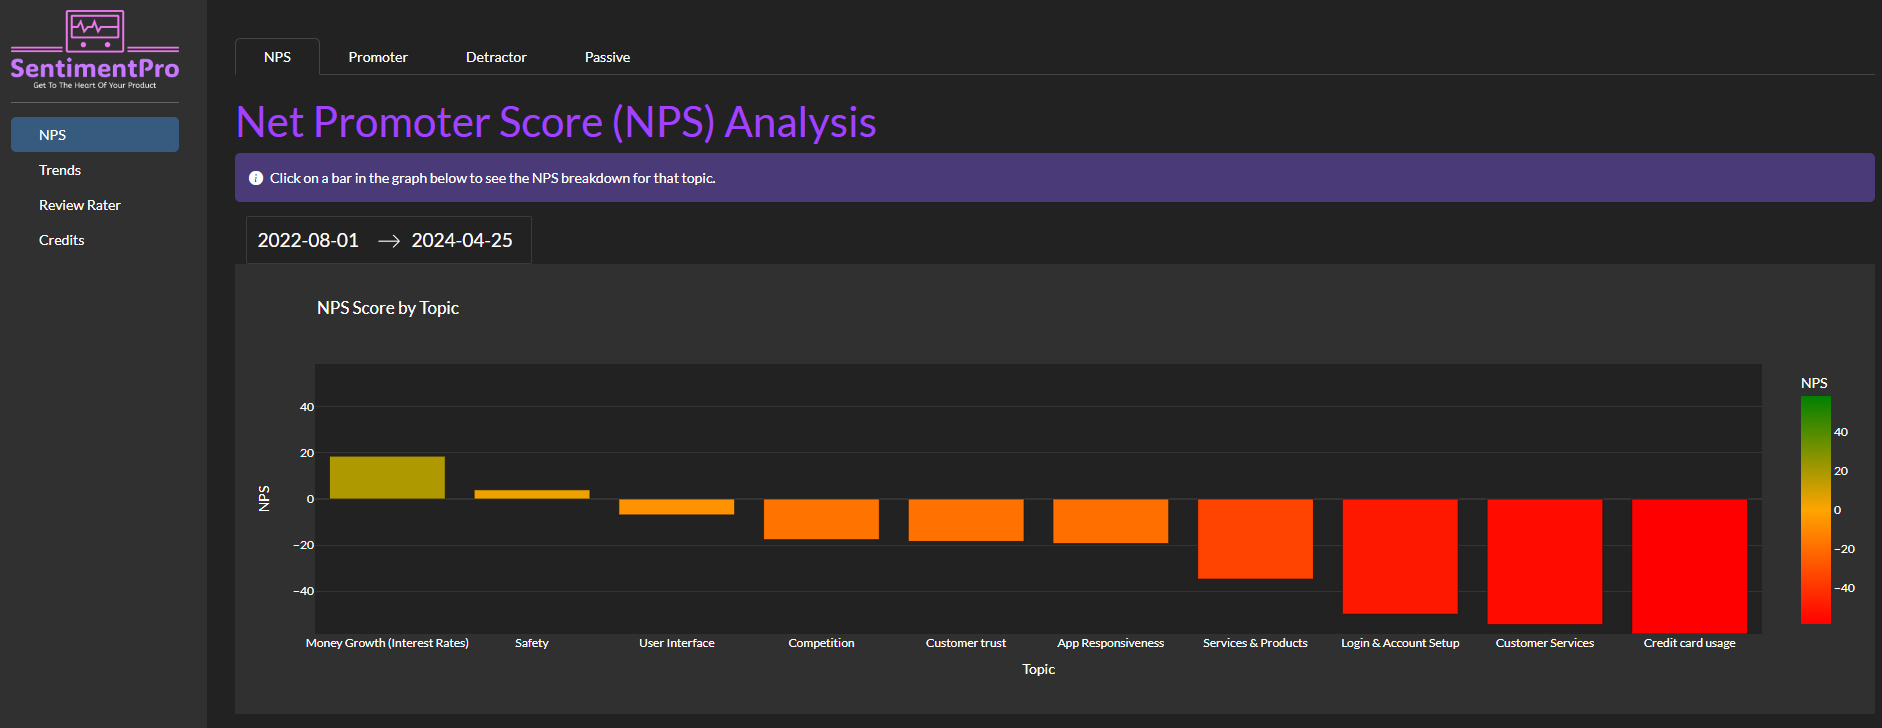 SentimentPro
Get To The Heart Of Your Product
NPS
Trends
Review Rater
Credits
NPS Promoter Detractor Passive
Net Promoter Score (NPS) Analysis
i Click on a bar in the graph below to see the NPS breakdown for that topic.
2022-08-01 → 2024-04-25
NPS Score by Topic
NPS
40
20
0
−20
−40
Money Growth (Interest Rates) Safety User Interface Competition Customer trust App Responsiveness Services & Products Login & Account Setup Customer Services Credit card usage
Topic
NPS
40
20
0
−20
−40